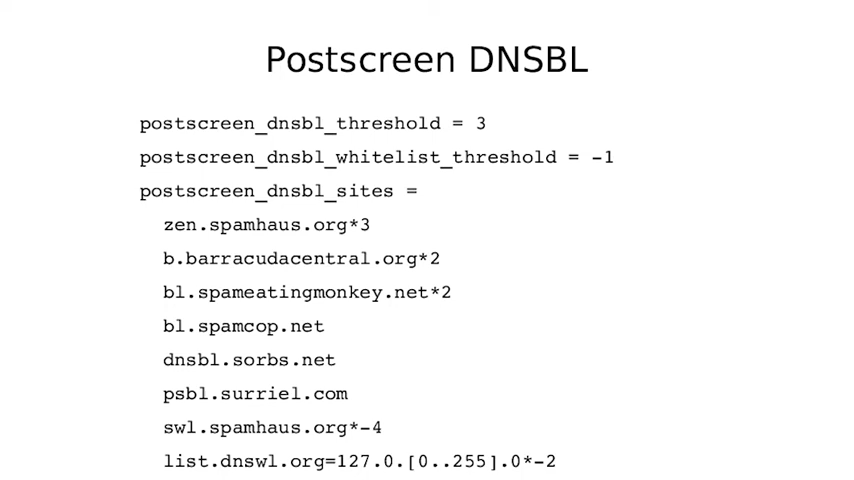 Postscreen DNSBL
postscreen_dnsbl_threshold = 3
postscreen_dnsbl_whitelist_threshold = -1
postscreen_dnsbl_sites =
zen.spamhaus.org*3
b.barracudacentral.org*2
bl.spameatingmonkey.net*2
bl.spamcop.net
dnsbl.sorbs.net
psbl.surriel.com
swl.spamhaus.org*-4
list.dnswl.org=127.0.[0..255].0*-2